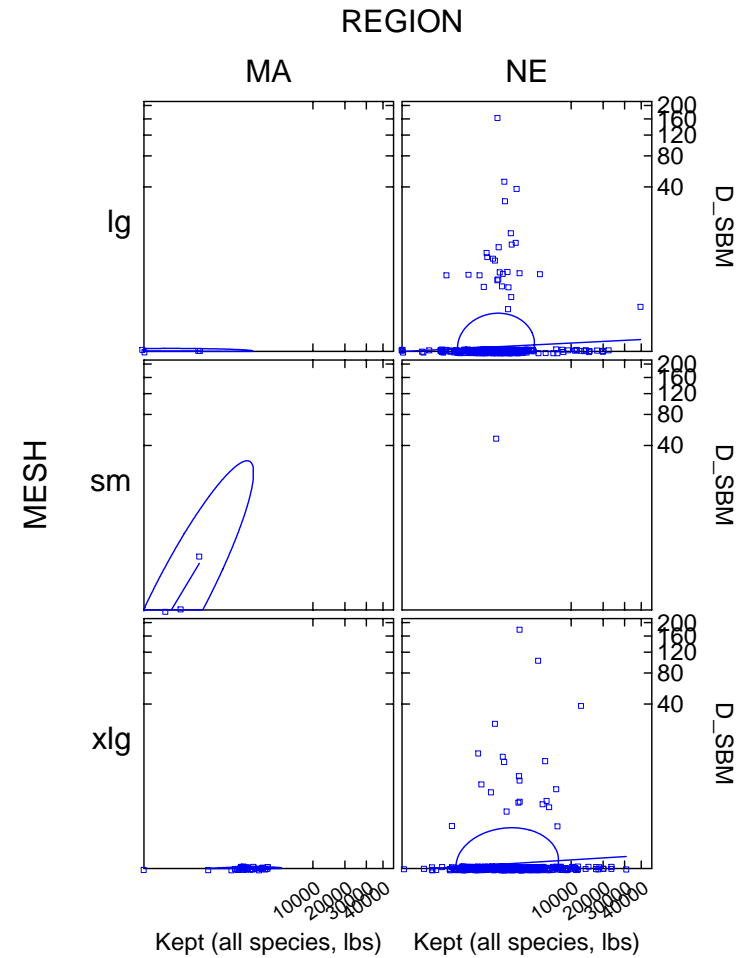 REGION
MA NE
lg
200
160
120
80
40
D_SBM
MESH
sm
200
160
120
80
40
D_SBM
xlg
200
160
120
80
40
D_SBM
10000 20000 30000 40000 10000 20000 30000 40000
Kept (all species, lbs) Kept (all species, lbs)